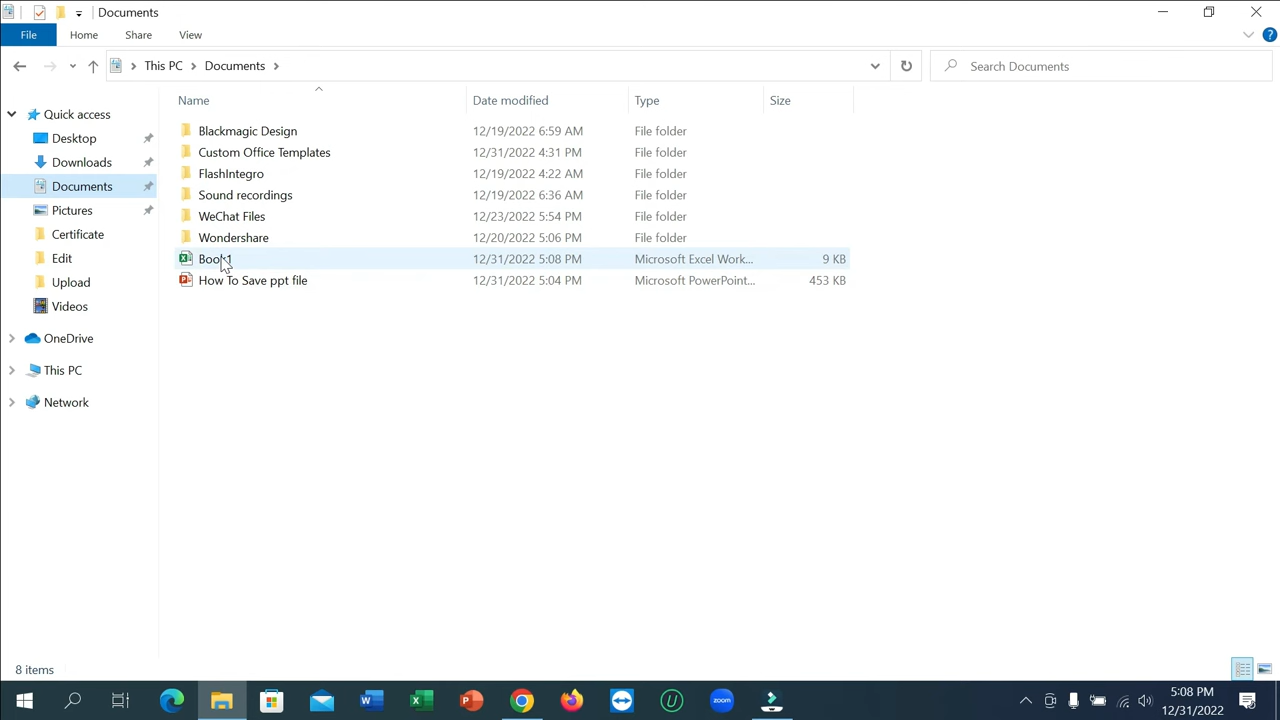 Documents
File Home Share View
This PC Documents Search Documents
Name Date modified Type Size
Quick access
Desktop
Downloads
Documents
Pictures
Certificate
Edit
Upload
Videos
OneDrive
This PC
Network
Blackmagic Design 12/19/2022 6:59 AM File folder
Custom Office Templates 12/31/2022 4:31 PM File folder
FlashIntegro 12/19/2022 4:22 AM File folder
Sound recordings 12/19/2022 6:36 AM File folder
WeChat Files 12/23/2022 5:54 PM File folder
Wondershare 12/20/2022 5:06 PM File folder
Book1 12/31/2022 5:08 PM Microsoft Excel Work... 9 KB
How To Save ppt file 12/31/2022 5:04 PM Microsoft PowerPoint... 453 KB
8 items
zoom
5:08 PM
12/31/2022